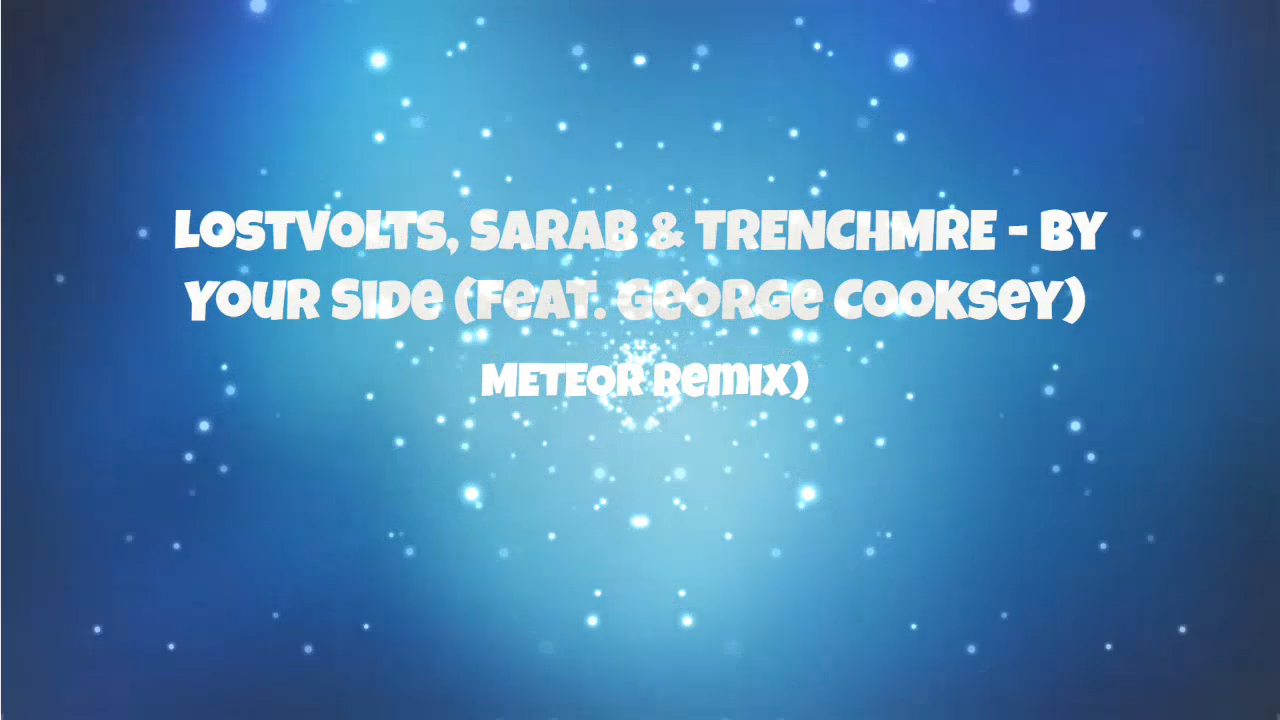 LOSTVOLTS, SARAB & TRENCHMRE - BY
YOUR SIDE (FEAT. GEORGE COOKSEY)
METEOR REMIX)